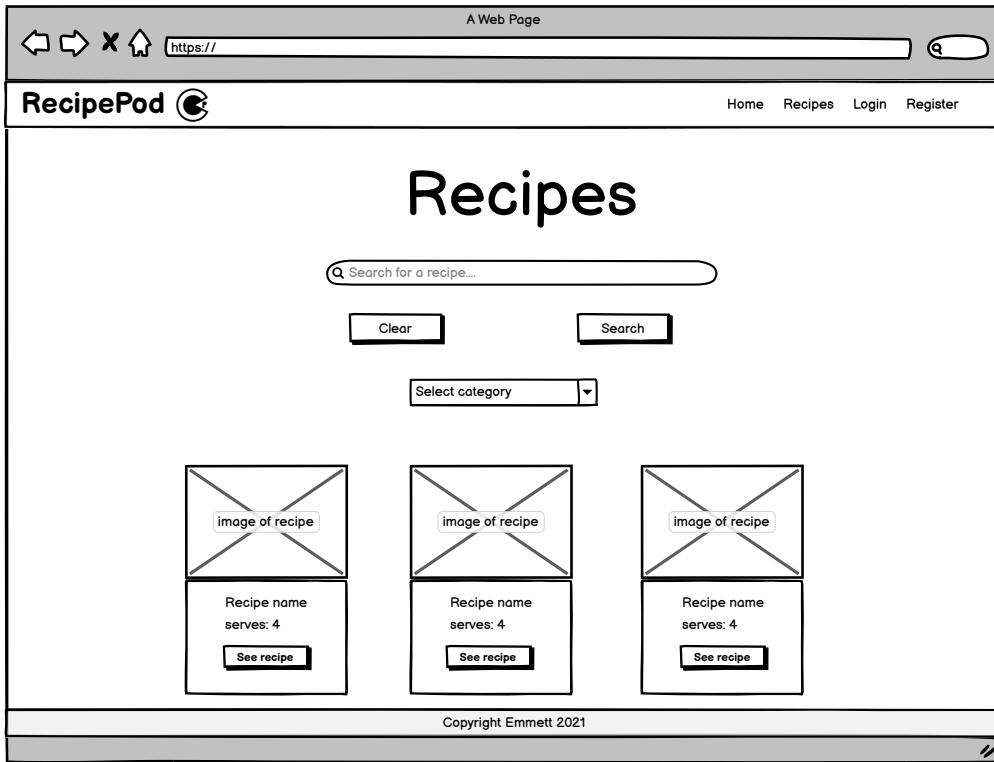 A Web Page
https://
RecipePod
Home Recipes Login Register
Recipes
Search for a recipe....
Clear Search
Select category
image of recipe image of recipe image of recipe
Recipe name Recipe name Recipe name
serves: 4 serves: 4 serves: 4
See recipe See recipe See recipe
Copyright Emmett 2021